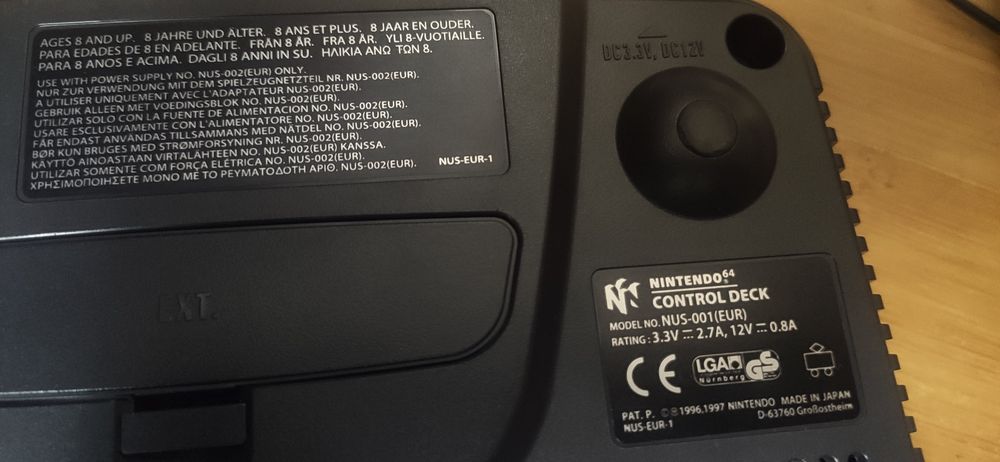 AGES 8 AND UP. 8 JAHRE UND ÄLTER. 8 ANS ET PLUS. 8 JAAR EN OUDER.
PARA EDADES DE 8 EN ADELANTE. FRÅN 8 ÅR. FRA 8 ÅR. YLI 8-VUOTIAILLE.
PARA 8 ANOS E ACIMA. DAGLI 8 ANNI IN SU. ΗΛΙΚΙΑ ΑΝΩ ΤΩΝ 8.
USE WITH POWER SUPPLY NO. NUS-002(EUR) ONLY.
NUR ZUR VERWENDUNG MIT DEM SPIELZEUGNETZTEIL NR. NUS-002(EUR).
A UTILISER UNIQUEMENT AVEC L'ADAPTATEUR NUS-002(EUR).
GEBRUIK ALLEEN MET VOEDINGSBLOK NO. NUS-002(EUR).
UTILIZAR SOLO CON LA FUENTE DE ALIMENTACION NO. NUS-002(EUR).
USARE ESCLUSIVAMENTE CON L'ALIMENTATORE NO. NUS-002(EUR).
FÅR ENDAST ANVÄNDAS TILLSAMMANS MED NÄTDEL NO. NUS-002(EUR).
BØR KUN BRUGES MED STRØMFORSYNING NR. NUS-002(EUR).
KÄYTTÖ AINOASTAAN VIRTALÄHTEEN NO. NUS-002(EUR) KANSSA.
UTILIZAR SOMENTE COM FORÇA ELÉTRICA NO. NUS-002(EUR).
ΧΡΗΣΙΜΟΠΟΙΗΣΕΤΕ ΜΟΝΟ ΜΕ ΤΟ ΡΕΥΜΑΤΟΔΟΤΗ ΑΡΙΘ. NUS-002(EUR).
NUS-EUR-1
DC3.3V, DC12V
EXT.
NINTENDO64
CONTROL DECK
MODEL NO. NUS-001(EUR)
RATING : 3.3V ⎓ 2.7A, 12V ⎓ 0.8A
CE LGA Nürnberg GS
PAT. P. © 1996.1997 NINTENDO MADE IN JAPAN
D-63760 Großostheim
NUS-EUR-1